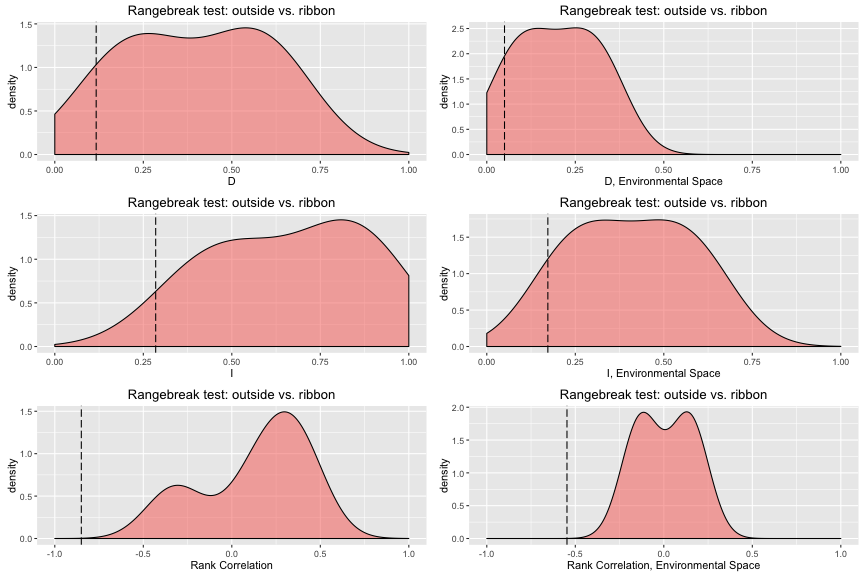 Rangebreak test: outside vs. ribbon
density
1.5
1.0
0.5
0.0
0.00 0.25 0.50 0.75 1.00
D
Rangebreak test: outside vs. ribbon
density
2.5
2.0
1.5
1.0
0.5
0.0
0.00 0.25 0.50 0.75 1.00
D, Environmental Space
Rangebreak test: outside vs. ribbon
density
1.5
1.0
0.5
0.0
0.00 0.25 0.50 0.75 1.00
I
Rangebreak test: outside vs. ribbon
density
1.5
1.0
0.5
0.0
0.00 0.25 0.50 0.75 1.00
I, Environmental Space
Rangebreak test: outside vs. ribbon
density
1.5
1.0
0.5
0.0
-1.0 -0.5 0.0 0.5 1.0
Rank Correlation
Rangebreak test: outside vs. ribbon
density
2.0
1.5
1.0
0.5
0.0
-1.0 -0.5 0.0 0.5 1.0
Rank Correlation, Environmental Space